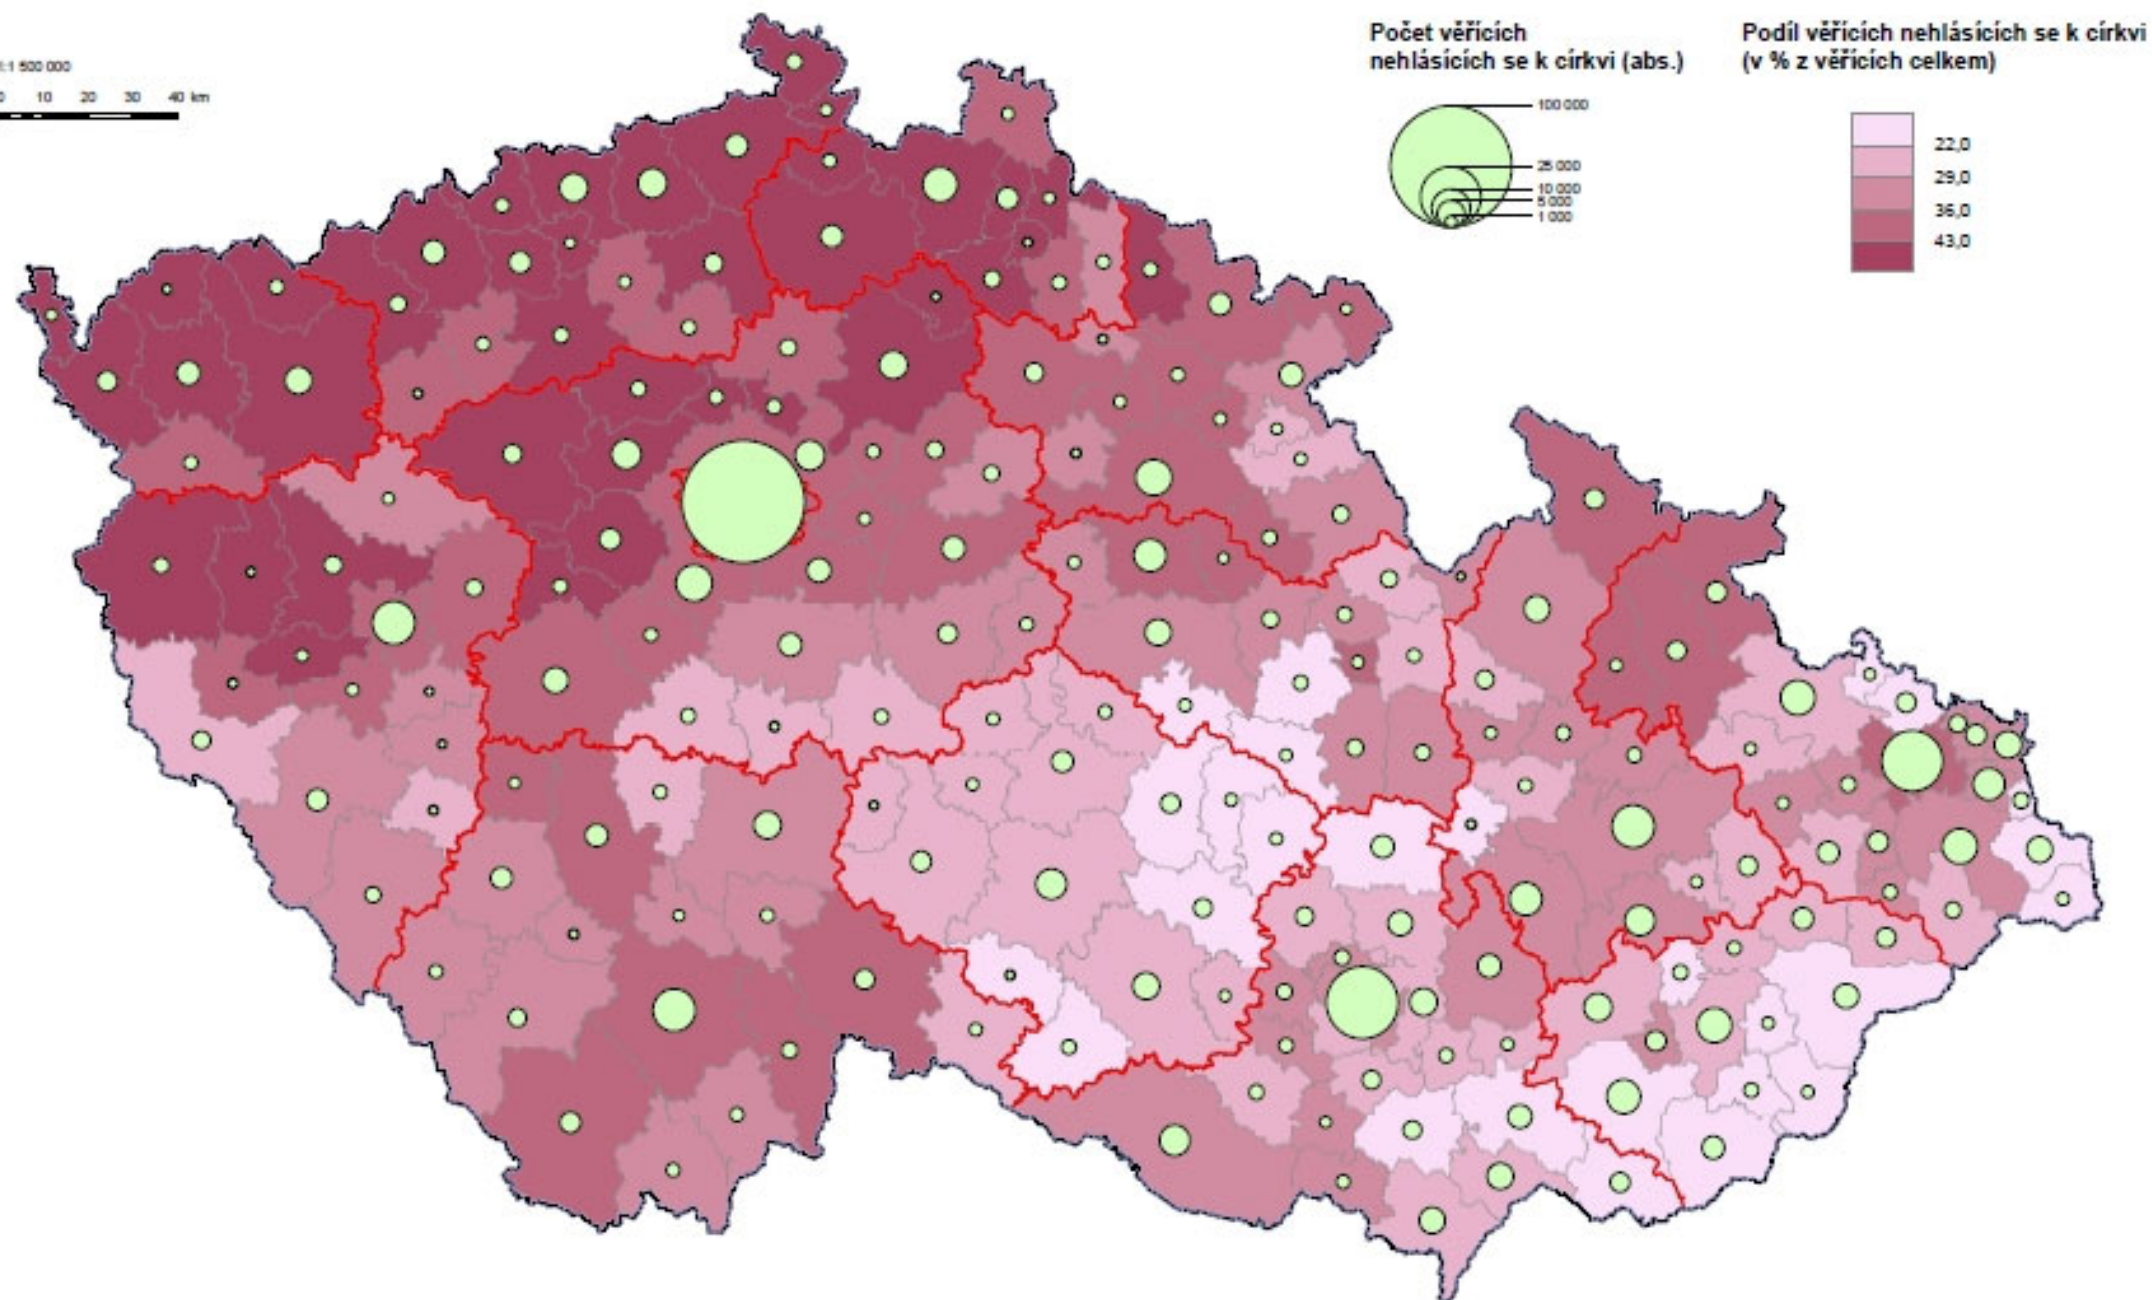 1:1 500 000
0 10 20 30 40 km
Počet věřících
nehlásících se k církvi (abs.)
100 000
25 000
10 000
5 000
1 000
Podíl věřících nehlásících se k církvi
(v % z věřících celkem)
22,0
29,0
36,0
43,0